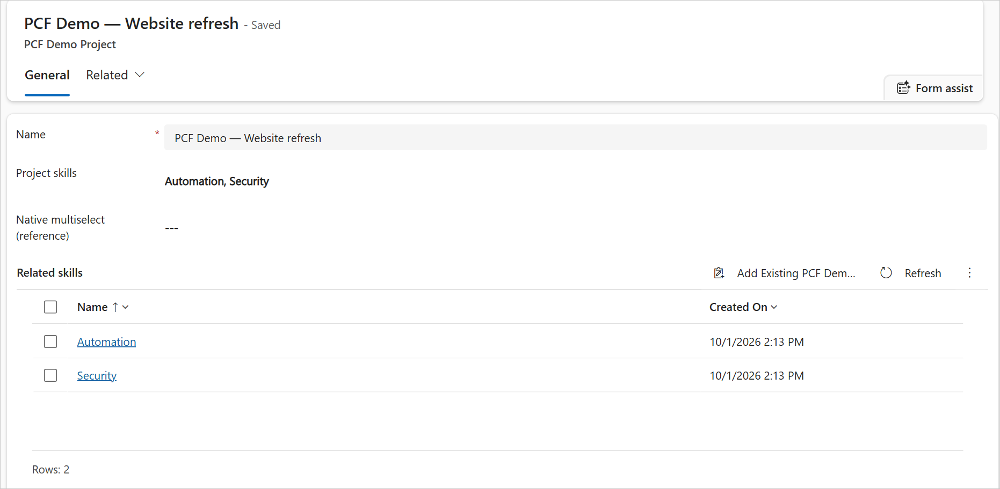 PCF Demo — Website refresh - Saved
PCF Demo Project
General Related
Form assist
Name * PCF Demo — Website refresh
Project skills
Automation, Security
Native multiselect
(reference)
---
Related skills Add Existing PCF Dem... Refresh
Name Created On
Automation 10/1/2026 2:13 PM
Security 10/1/2026 2:13 PM
Rows: 2